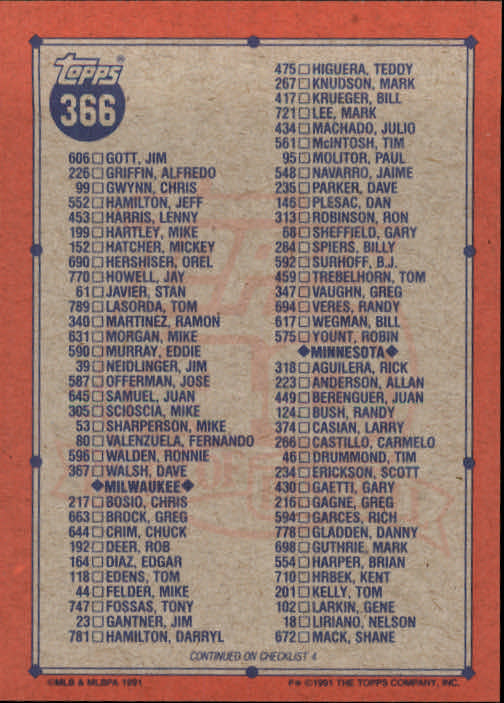 Topps®
366
606 GOTT, JIM
226 GRIFFIN, ALFREDO
99 GWYNN, CHRIS
552 HAMILTON, JEFF
453 HARRIS, LENNY
199 HARTLEY, MIKE
152 HATCHER, MICKEY
690 HERSHISER, OREL
770 HOWELL, JAY
61 JAVIER, STAN
789 LASORDA, TOM
340 MARTINEZ, RAMON
631 MORGAN, MIKE
590 MURRAY, EDDIE
39 NEIDLINGER, JIM
587 OFFERMAN, JOSE
645 SAMUEL, JUAN
305 SCIOSCIA, MIKE
53 SHARPERSON, MIKE
80 VALENZUELA, FERNANDO
596 WALDEN, RONNIE
367 WALSH, DAVE
◆MILWAUKEE◆
217 BOSIO, CHRIS
663 BROCK, GREG
644 CRIM, CHUCK
192 DEER, ROB
164 DIAZ, EDGAR
118 EDENS, TOM
44 FELDER, MIKE
747 FOSSAS, TONY
23 GANTNER, JIM
781 HAMILTON, DARRYL
475 HIGUERA, TEDDY
267 KNUDSON, MARK
417 KRUEGER, BILL
721 LEE, MARK
434 MACHADO, JULIO
561 McINTOSH, TIM
95 MOLITOR, PAUL
548 NAVARRO, JAIME
235 PARKER, DAVE
146 PLESAC, DAN
313 ROBINSON, RON
68 SHEFFIELD, GARY
284 SPIERS, BILLY
592 SURHOFF, B.J.
459 TREBELHORN, TOM
347 VAUGHN, GREG
694 VERES, RANDY
617 WEGMAN, BILL
575 YOUNT, ROBIN
◆MINNESOTA◆
318 AGUILERA, RICK
223 ANDERSON, ALLAN
449 BERENGUER, JUAN
124 BUSH, RANDY
374 CASIAN, LARRY
266 CASTILLO, CARMELO
46 DRUMMOND, TIM
234 ERICKSON, SCOTT
430 GAETTI, GARY
216 GAGNE, GREG
594 GARCES, RICH
778 GLADDEN, DANNY
698 GUTHRIE, MARK
554 HARPER, BRIAN
710 HRBEK, KENT
201 KELLY, TOM
102 LARKIN, GENE
18 LIRIANO, NELSON
672 MACK, SHANE
CONTINUED ON CHECKLIST 4
©MLB & MLBPA 1991
©1991 THE TOPPS COMPANY, INC.